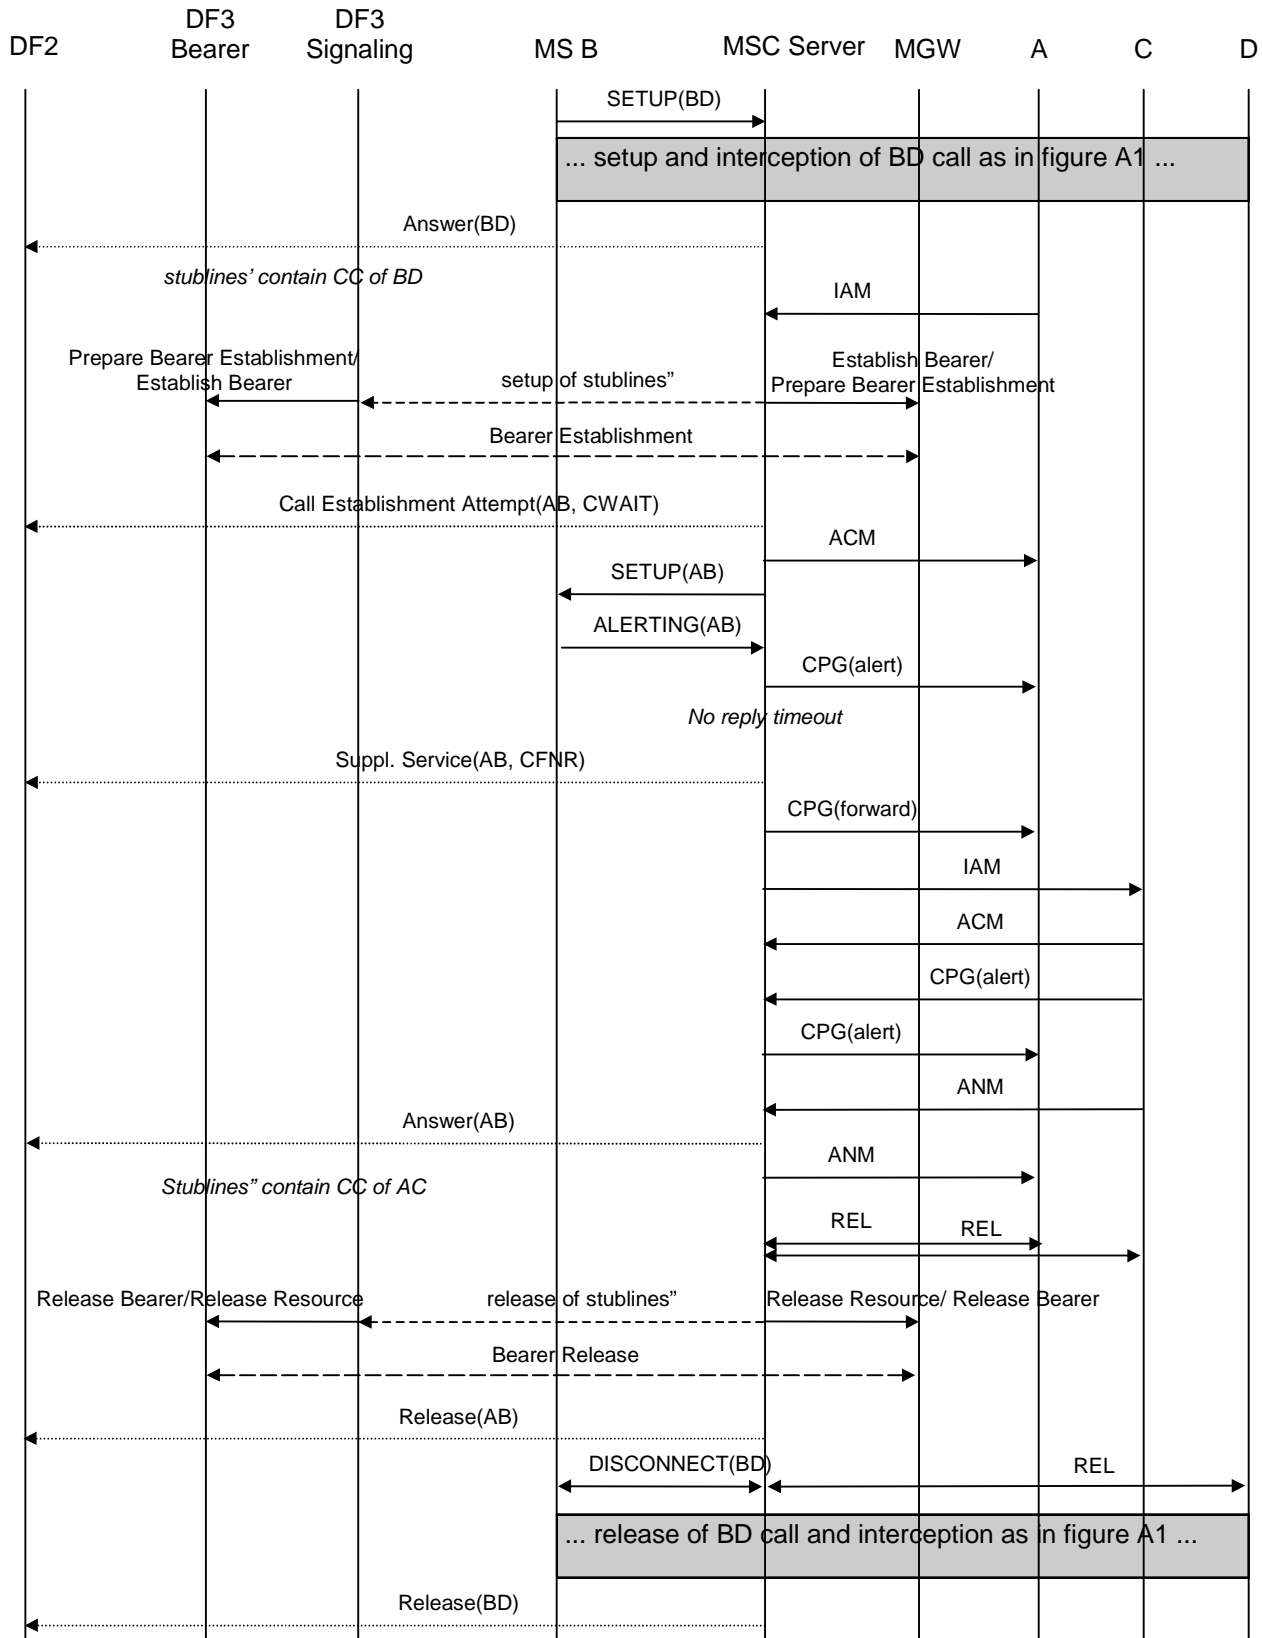 DF2
DF3
Bearer
DF3
Signaling
MS B
MSC Server
MGW
A
C
D
SETUP(BD)
... setup and interception of BD call as in figure A1 ...
Answer(BD)
stublines’ contain CC of BD
IAM
Prepare Bearer Establishment/
Establish Bearer
setup of stublines”
Establish Bearer/
Prepare Bearer Establishment
Bearer Establishment
Call Establishment Attempt(AB, CWAIT)
ACM
SETUP(AB)
ALERTING(AB)
CPG(alert)
No reply timeout
Suppl. Service(AB, CFNR)
CPG(forward)
IAM
ACM
CPG(alert)
CPG(alert)
ANM
Answer(AB)
ANM
Stublines” contain CC of AC
REL
REL
Release Bearer/Release Resource
release of stublines”
Release Resource/ Release Bearer
Bearer Release
Release(AB)
DISCONNECT(BD)
REL
... release of BD call and interception as in figure A1 ...
Release(BD)